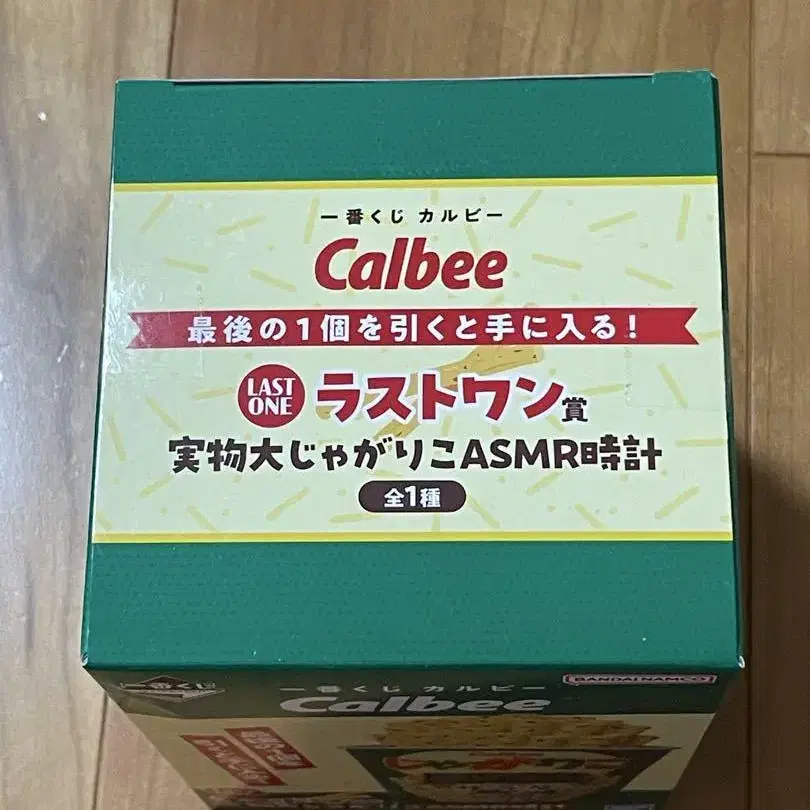 一番くじ カルビー
Calbee
最後の1個を引くと手に入る!
LAST
ONE
ラストワン賞
実物大じゃがりこASMR時計
全1種
一番くじ カルビー
BANDAI NAMCO
Calbee